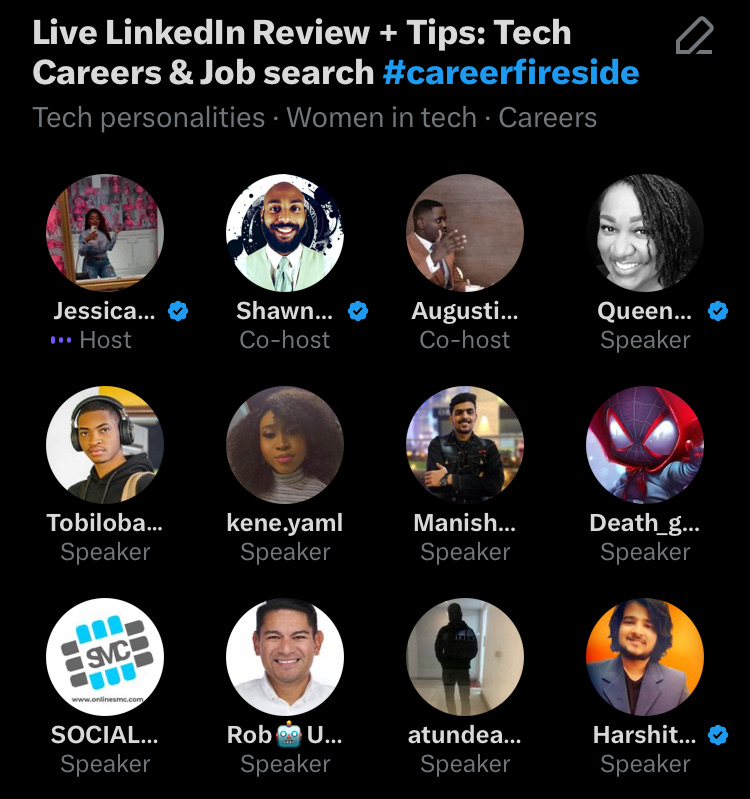 Live LinkedIn Review + Tips: Tech
Careers & Job search #careerfireside
Tech personalities · Women in tech · Careers
Jessica... Shawn... Augusti... Queen...
Host Co-host Co-host Speaker
Tobiloba... kene.yaml Manish... Death_g...
Speaker Speaker Speaker Speaker
SMC
www.onlinesmc.com
SOCIAL... Rob🤖U... atundea... Harshit...
Speaker Speaker Speaker Speaker